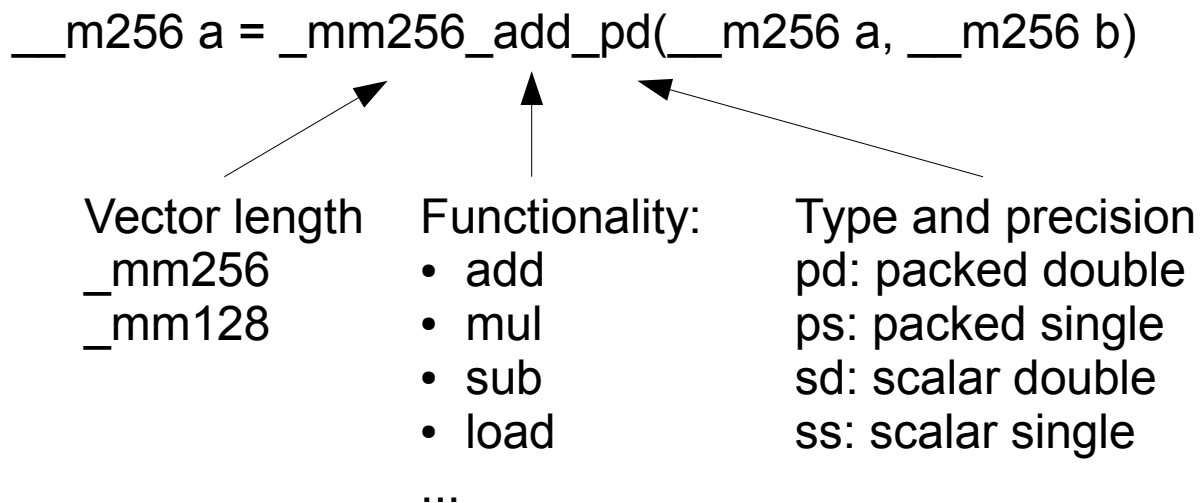 __m256 a = _mm256_add_pd(__m256 a, __m256 b)
Vector length
_mm256
_mm128
Functionality:
• add
• mul
• sub
• load
...
Type and precision
pd: packed double
ps: packed single
sd: scalar double
ss: scalar single